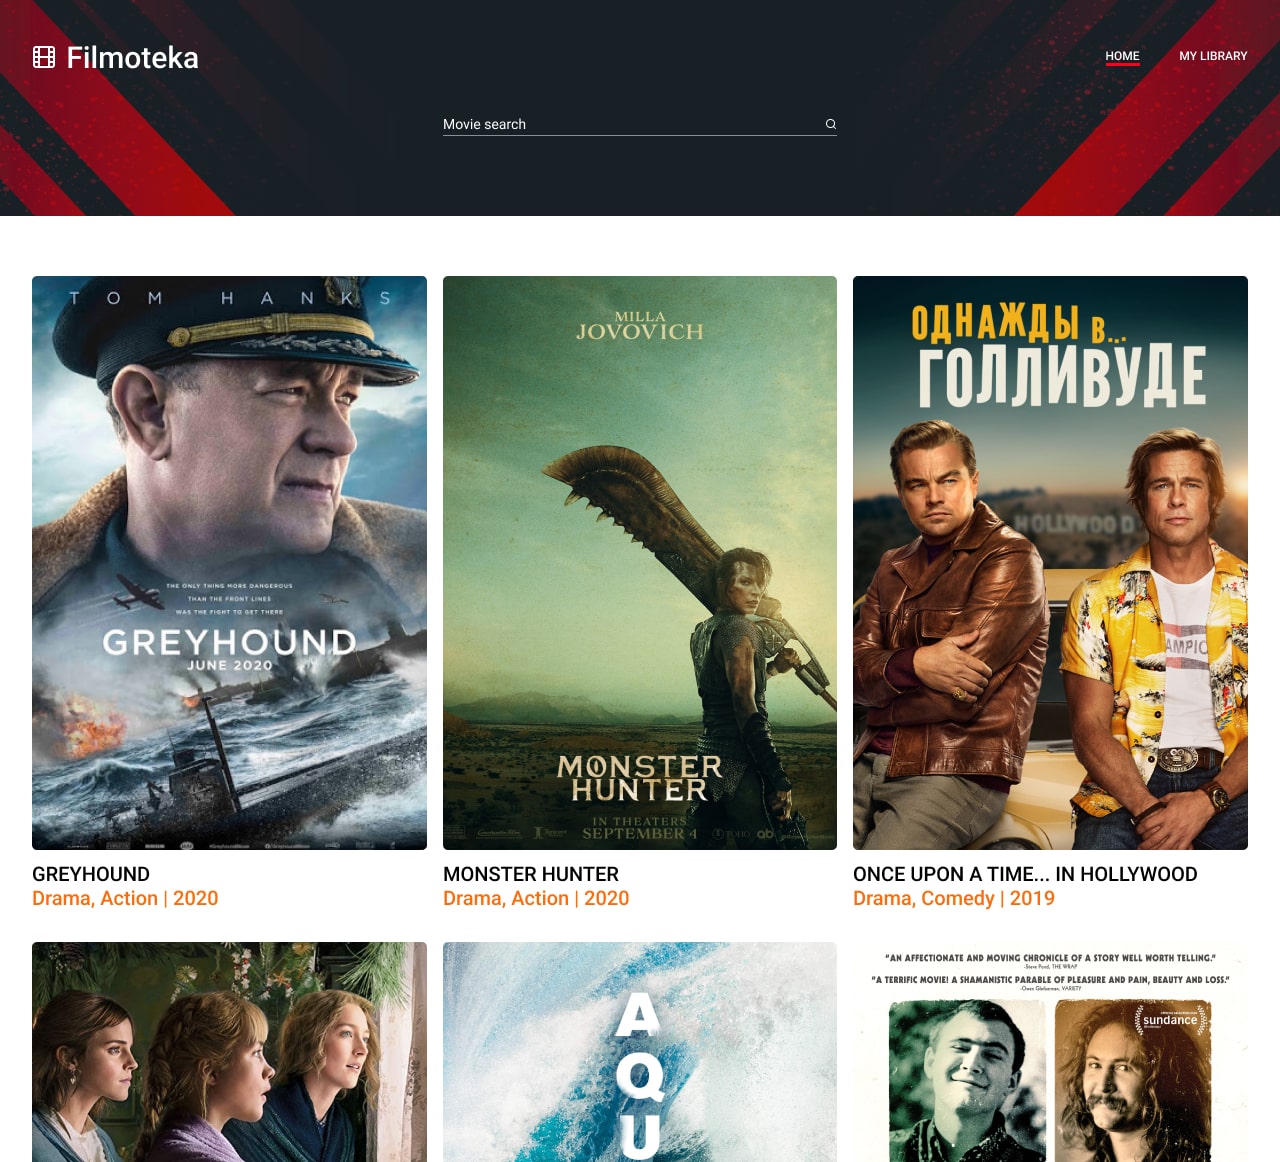 Filmoteka
HOME
MY LIBRARY
Movie search
TOM HANKS
THE ONLY THING MORE DANGEROUS
THAN THE FRONT LINES
WAS THE FIGHT TO GET THERE
GREYHOUND
JUNE 2020
MILLA
JOVOVICH
MONSTER
HUNTER
IN THEATERS
SEPTEMBER 4
TOHO
ОДНАЖДЫ В...
ГОЛЛИВУДЕ
HOLLYWOOD
AMPIO
GREYHOUND
Drama, Action | 2020
MONSTER HUNTER
Drama, Action | 2020
ONCE UPON A TIME... IN HOLLYWOOD
Drama, Comedy | 2019
A
Q
U
“AN AFFECTIONATE AND MOVING CHRONICLE OF A STORY WELL WORTH TELLING.”
-Steve Pond, THE WRAP
“A TERRIFIC MOVIE! A SHAMANISTIC PARABLE OF PLEASURE AND PAIN, BEAUTY AND LOSS.”
-Owen Gleiberman, VARIETY
sundance